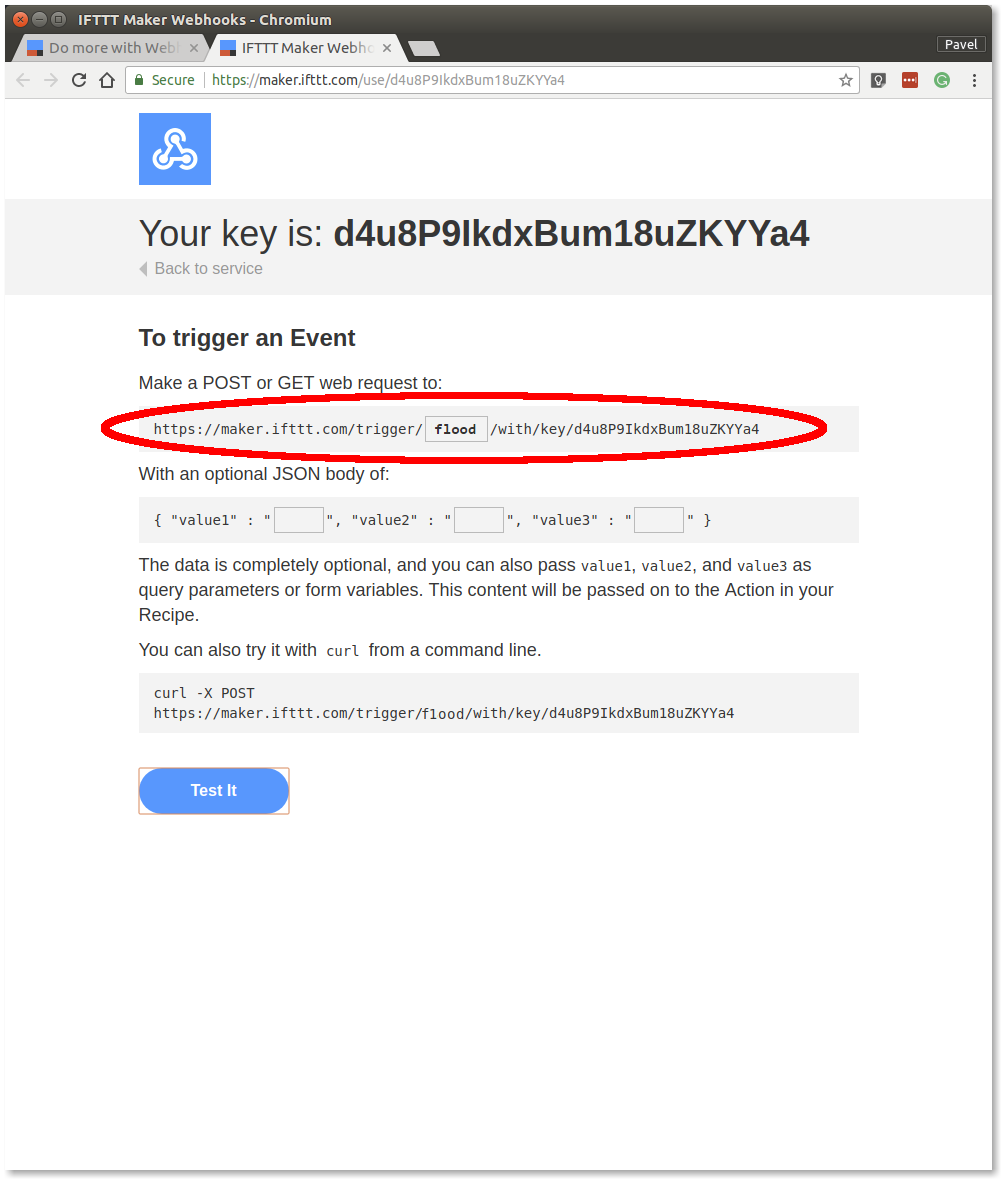 IFTTT Maker Webhooks - Chromium
Do more with Web
IFTTT Maker Webho
Pavel
Secure https://maker.ifttt.com/use/d4u8P9IkdxBum18uZKYYa4
Your key is: d4u8P9IkdxBum18uZKYYa4
Back to service
To trigger an Event
Make a POST or GET web request to:
https://maker.ifttt.com/trigger/ flood /with/key/d4u8P9IkdxBum18uZKYYa4
With an optional JSON body of:
{ "value1" : " ", "value2" : " ", "value3" : " " }
The data is completely optional, and you can also pass value1, value2, and value3 as
query parameters or form variables. This content will be passed on to the Action in your
Recipe.
You can also try it with curl from a command line.
curl -X POST
https://maker.ifttt.com/trigger/flood/with/key/d4u8P9IkdxBum18uZKYYa4
Test It